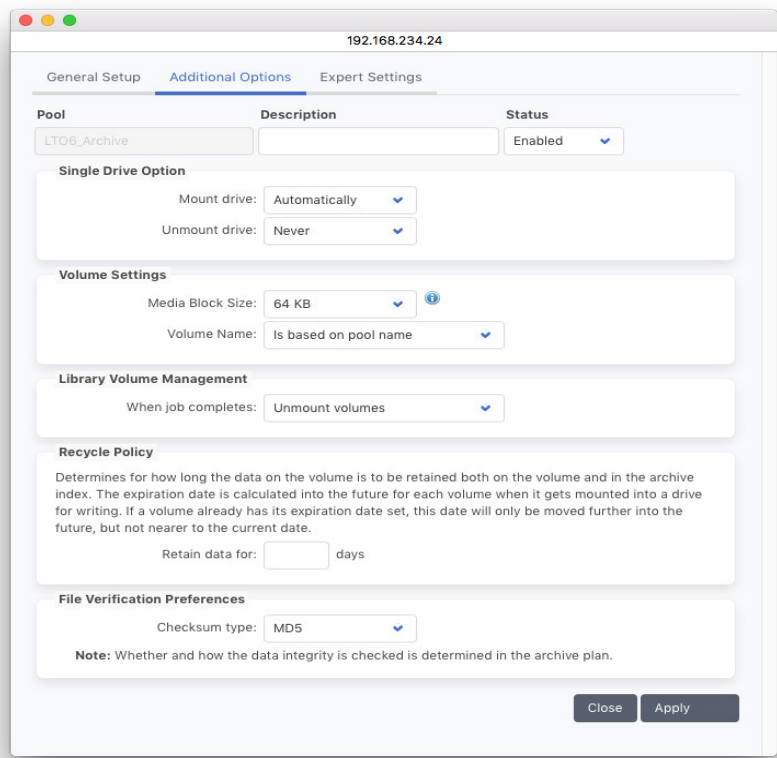 192.168.234.24
General Setup Additional Options Expert Settings
Pool Description Status
LTO6_Archive Enabled
Single Drive Option
Mount drive: Automatically
Unmount drive: Never
Volume Settings
Media Block Size: 64 KB
Volume Name: Is based on pool name
Library Volume Management
When job completes: Unmount volumes
Recycle Policy
Determines for how long the data on the volume is to be retained both on the volume and in the archive
index. The expiration date is calculated into the future for each volume when it gets mounted into a drive
for writing. If a volume already has its expiration date set, this date will only be moved further into the
future, but not nearer to the current date.
Retain data for: days
File Verification Preferences
Checksum type: MD5
Note: Whether and how the data integrity is checked is determined in the archive plan.
Close Apply